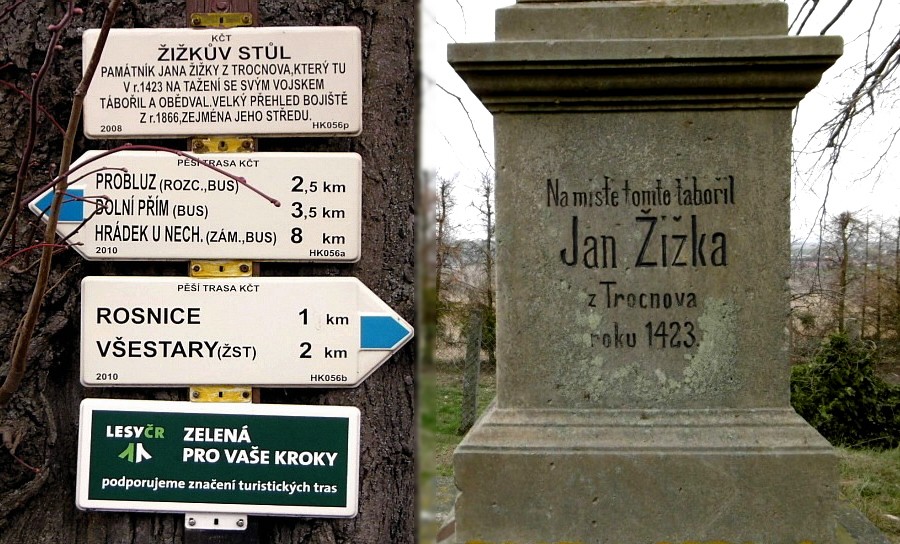 KČT
ŽIŽKŮV STŮL
PAMÁTNÍK JANA ŽIŽKY Z TROCNOVA,KTERÝ TU
V r.1423 NA TAŽENÍ SE SVÝM VOJSKEM
TÁBOŘIL A OBĚDVAL.VELKÝ PŘEHLED BOJIŠTĚ
Z r.1866,ZEJMÉNA JEHO STŘEDU.
2008 HK056p
PĚŠÍ TRASA KČT
PROBLUZ (ROZC.,BUS) 2,5 km
DOLNÍ PŘÍM (BUS) 3,5 km
HRÁDEK U NECH. (ZÁM.,BUS) 8 km
2010 HK056a
PĚŠÍ TRASA KČT
ROSNICE 1 km
VŠESTARY(ŽST) 2 km
2010 HK056b
LESYČR
ZELENÁ
PRO VAŠE KROKY
podporujeme značení turistických tras
Na místě tomto tábořil
Jan Žižka
z Trocnova
roku 1423.